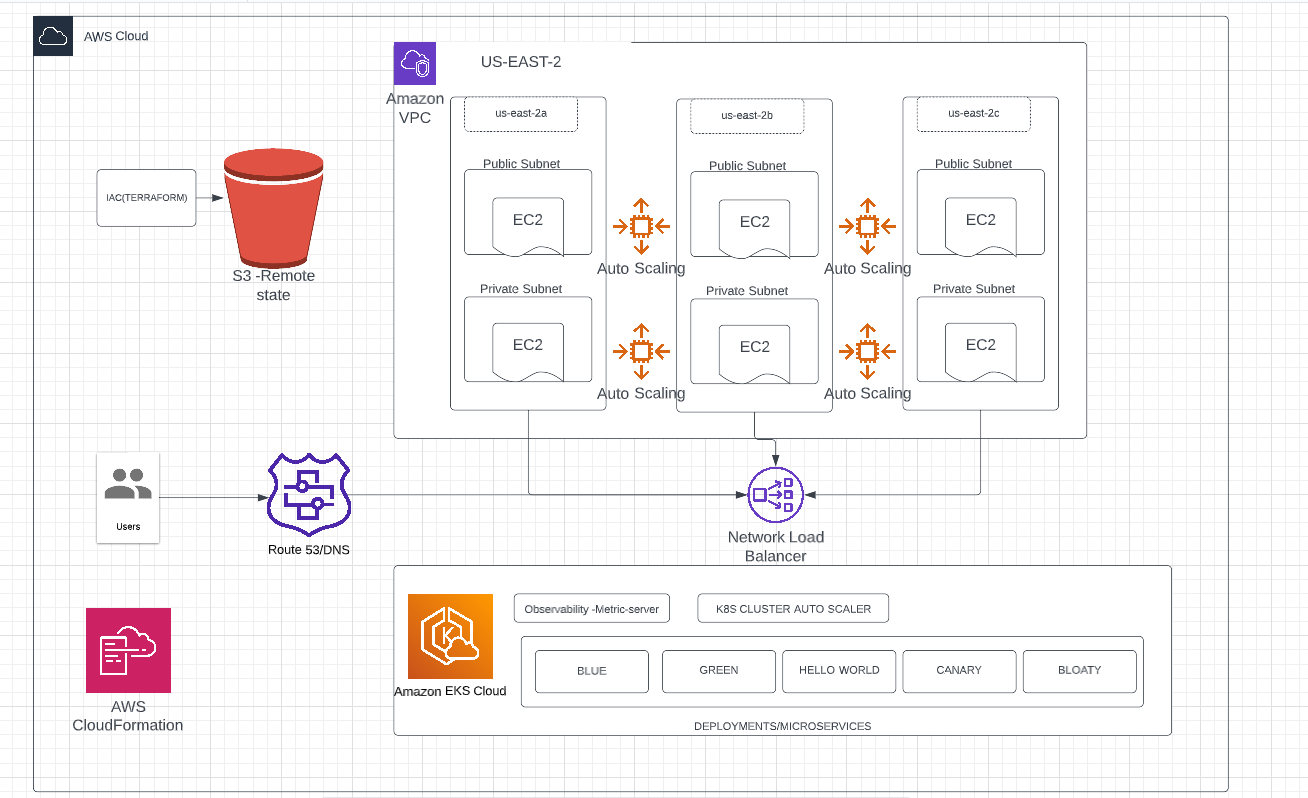 AWS Cloud
US-EAST-2
Amazon
VPC
us-east-2a
us-east-2b
us-east-2c
Public Subnet
Public Subnet
Public Subnet
IAC(TERRAFORM)
EC2
EC2
EC2
Auto Scaling
Auto Scaling
S3 -Remote
state
Private Subnet
Private Subnet
Private Subnet
EC2
EC2
EC2
Auto Scaling
Auto Scaling
Users
Route 53/DNS
Network Load
Balancer
Observability -Metric-server
K8S CLUSTER AUTO SCALER
K
BLUE
GREEN
HELLO WORLD
CANARY
BLOATY
Amazon EKS Cloud
AWS
CloudFormation
DEPLOYMENTS/MICROSERVICES